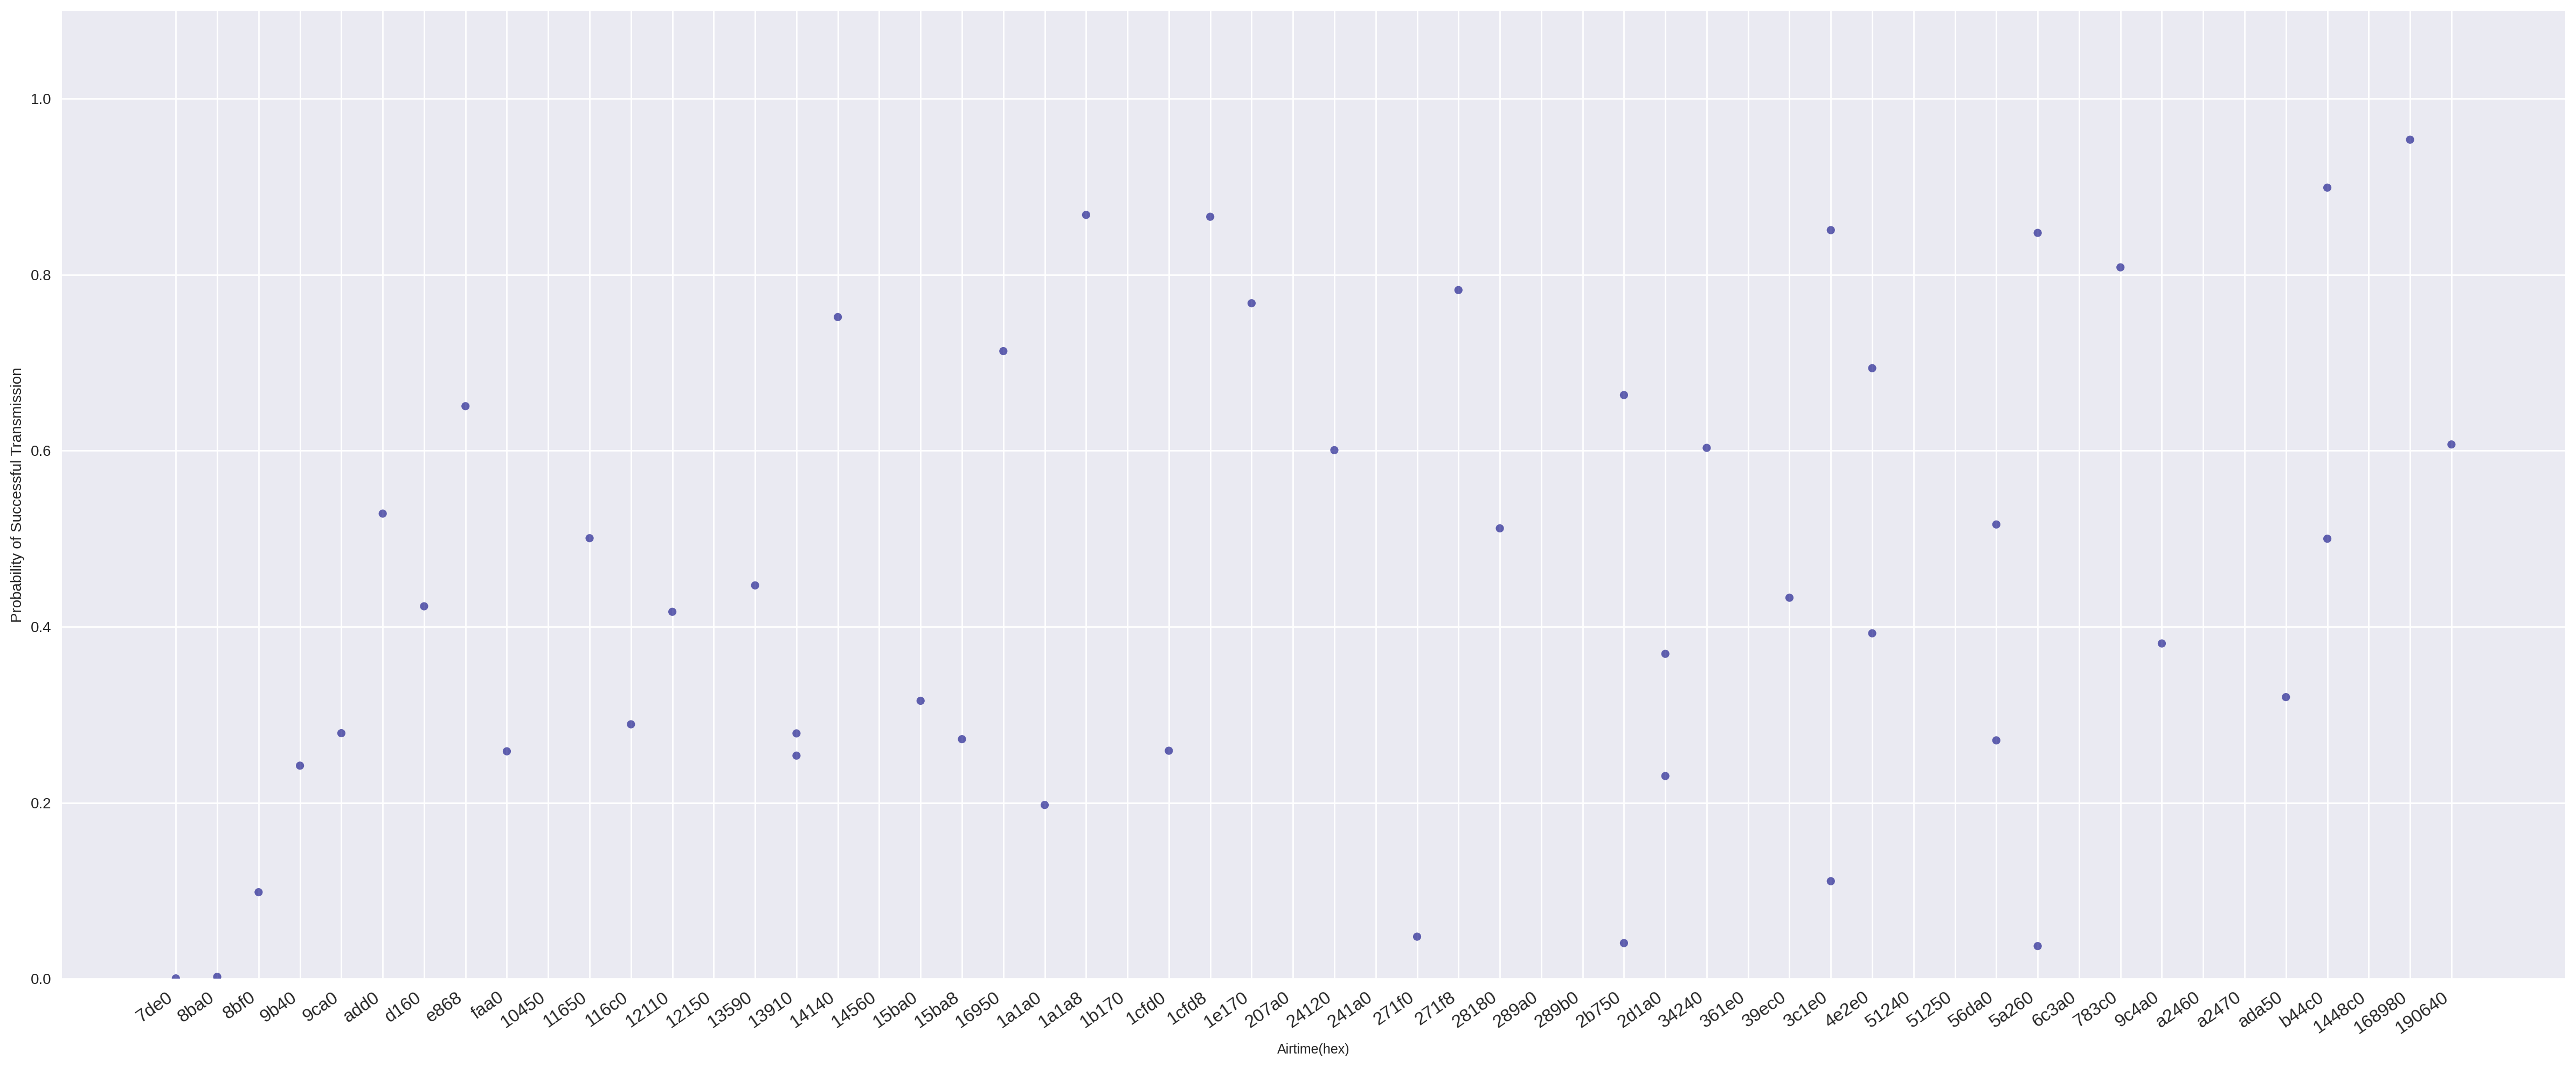 Probability of Successful Transmission
1.0
0.8
0.6
0.4
0.2
0.0
7de0
8ba0
8bf0
9b40
9ca0
add0
d160
e868
faa0
10450
11650
116c0
12110
12150
13590
13910
14140
14560
15ba0
15ba8
16950
1a1a0
1a1a8
1b170
1cfd0
1cfd8
1e170
207a0
24120
241a0
271f0
271f8
28180
289a0
289b0
2b750
2d1a0
34240
361e0
39ec0
3c1e0
4e2e0
51240
51250
56da0
5a260
6c3a0
783c0
9c4a0
a2460
a2470
ada50
b44c0
1448c0
168980
190640
Airtime(hex)